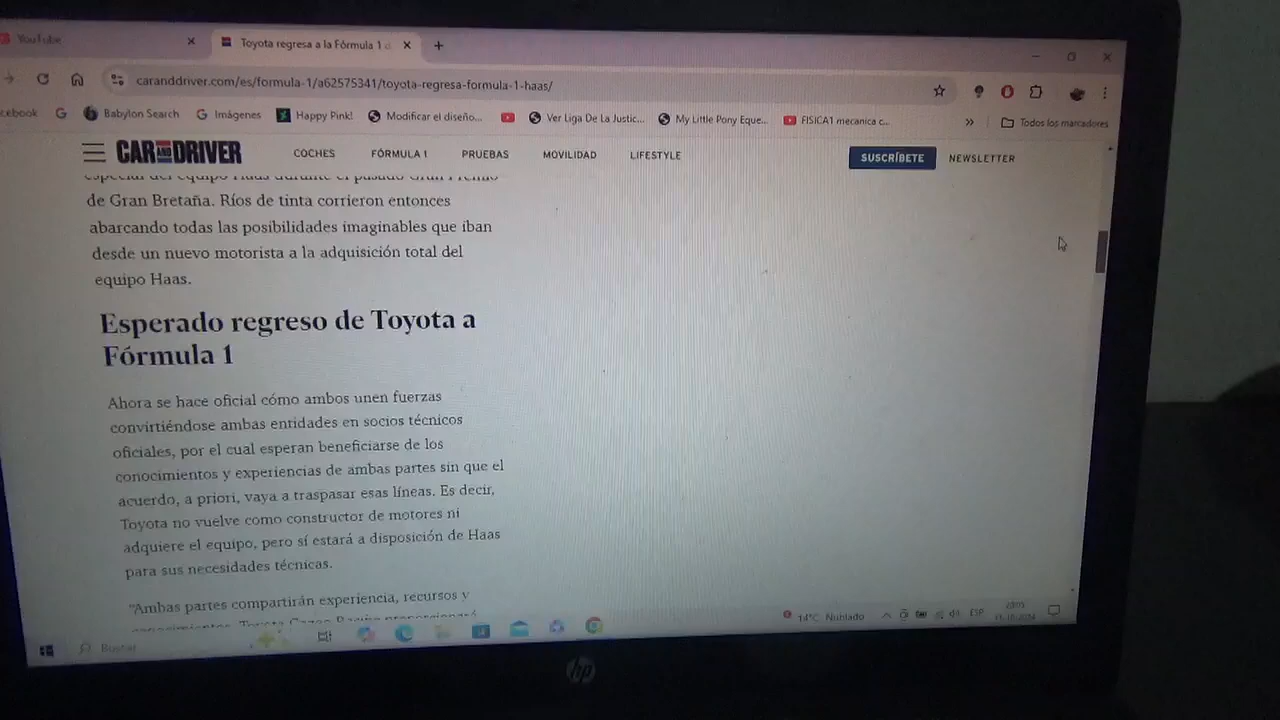 YouTube
Toyota regresa a la Fórmula 1
caranddriver.com/es/formula-1/a62575341/toyota-regresa-formula-1-haas/
cebook
Babylon Search
Imágenes
Happy Pink!
Modificar el diseño...
Ver Liga De La Justic...
My Little Pony Eque...
FISICA1 mecanica c...
»
Todos los marcadores
CAR AND DRIVER
COCHES
FÓRMULA 1
PRUEBAS
MOVILIDAD
LIFESTYLE
SUSCRÍBETE
NEWSLETTER
especial del equipo Haas durante el pasado Gran Premio
de Gran Bretaña. Ríos de tinta corrieron entonces
abarcando todas las posibilidades imaginables que iban
desde un nuevo motorista a la adquisición total del
equipo Haas.
Esperado regreso de Toyota a
Fórmula 1
Ahora se hace oficial cómo ambos unen fuerzas
convirtiéndose ambas entidades en socios técnicos
oficiales, por el cual esperan beneficiarse de los
conocimientos y experiencias de ambas partes sin que el
acuerdo, a priori, vaya a traspasar esas líneas. Es decir,
Toyota no vuelve como constructor de motores ni
adquiere el equipo, pero sí estará a disposición de Haas
para sus necesidades técnicas.
"Ambas partes compartirán experiencia, recursos y
Buscar
14°C Nublado
ESP
hp